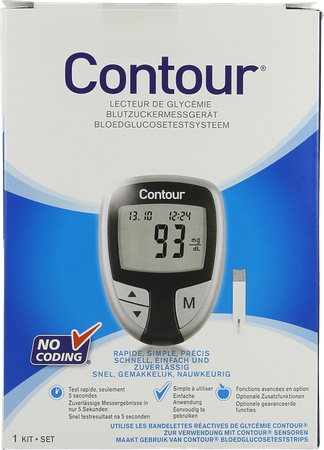 Contour®
LECTEUR DE GLYCÉMIE
BLUTZUCKERMESSGERÄT
BLOEDGLUCOSETESTSYSTEEM
Contour
13.10 12:24
93 mg/dL
M
NO CODING
RAPIDE, SIMPLE, PRÉCIS
SCHNELL, EINFACH UND
ZUVERLÄSSIG
SNEL, GEMAKKELIJK, NAUWKEURIG
Test rapide, seulement
5 secondes
Zuverlässige Messergebnisse in
nur 5 Sekunden
Snel testresultaat na 5 seconden
Simple à utiliser
Einfache
Anwendung
Eenvoudig te
gebruiken
Fonctions avancées en option
Optionale Zusatzfunktionen
Optionele geavanceerde
functies
1 KIT • SET
UTILISE LES BANDELETTES RÉACTIVES DE GLYCÉMIE CONTOUR®
ZUR VERWENDUNG MIT CONTOUR® SENSOREN
MAAKT GEBRUIK VAN CONTOUR® BLOEDGLUCOSETESTSTRIPS